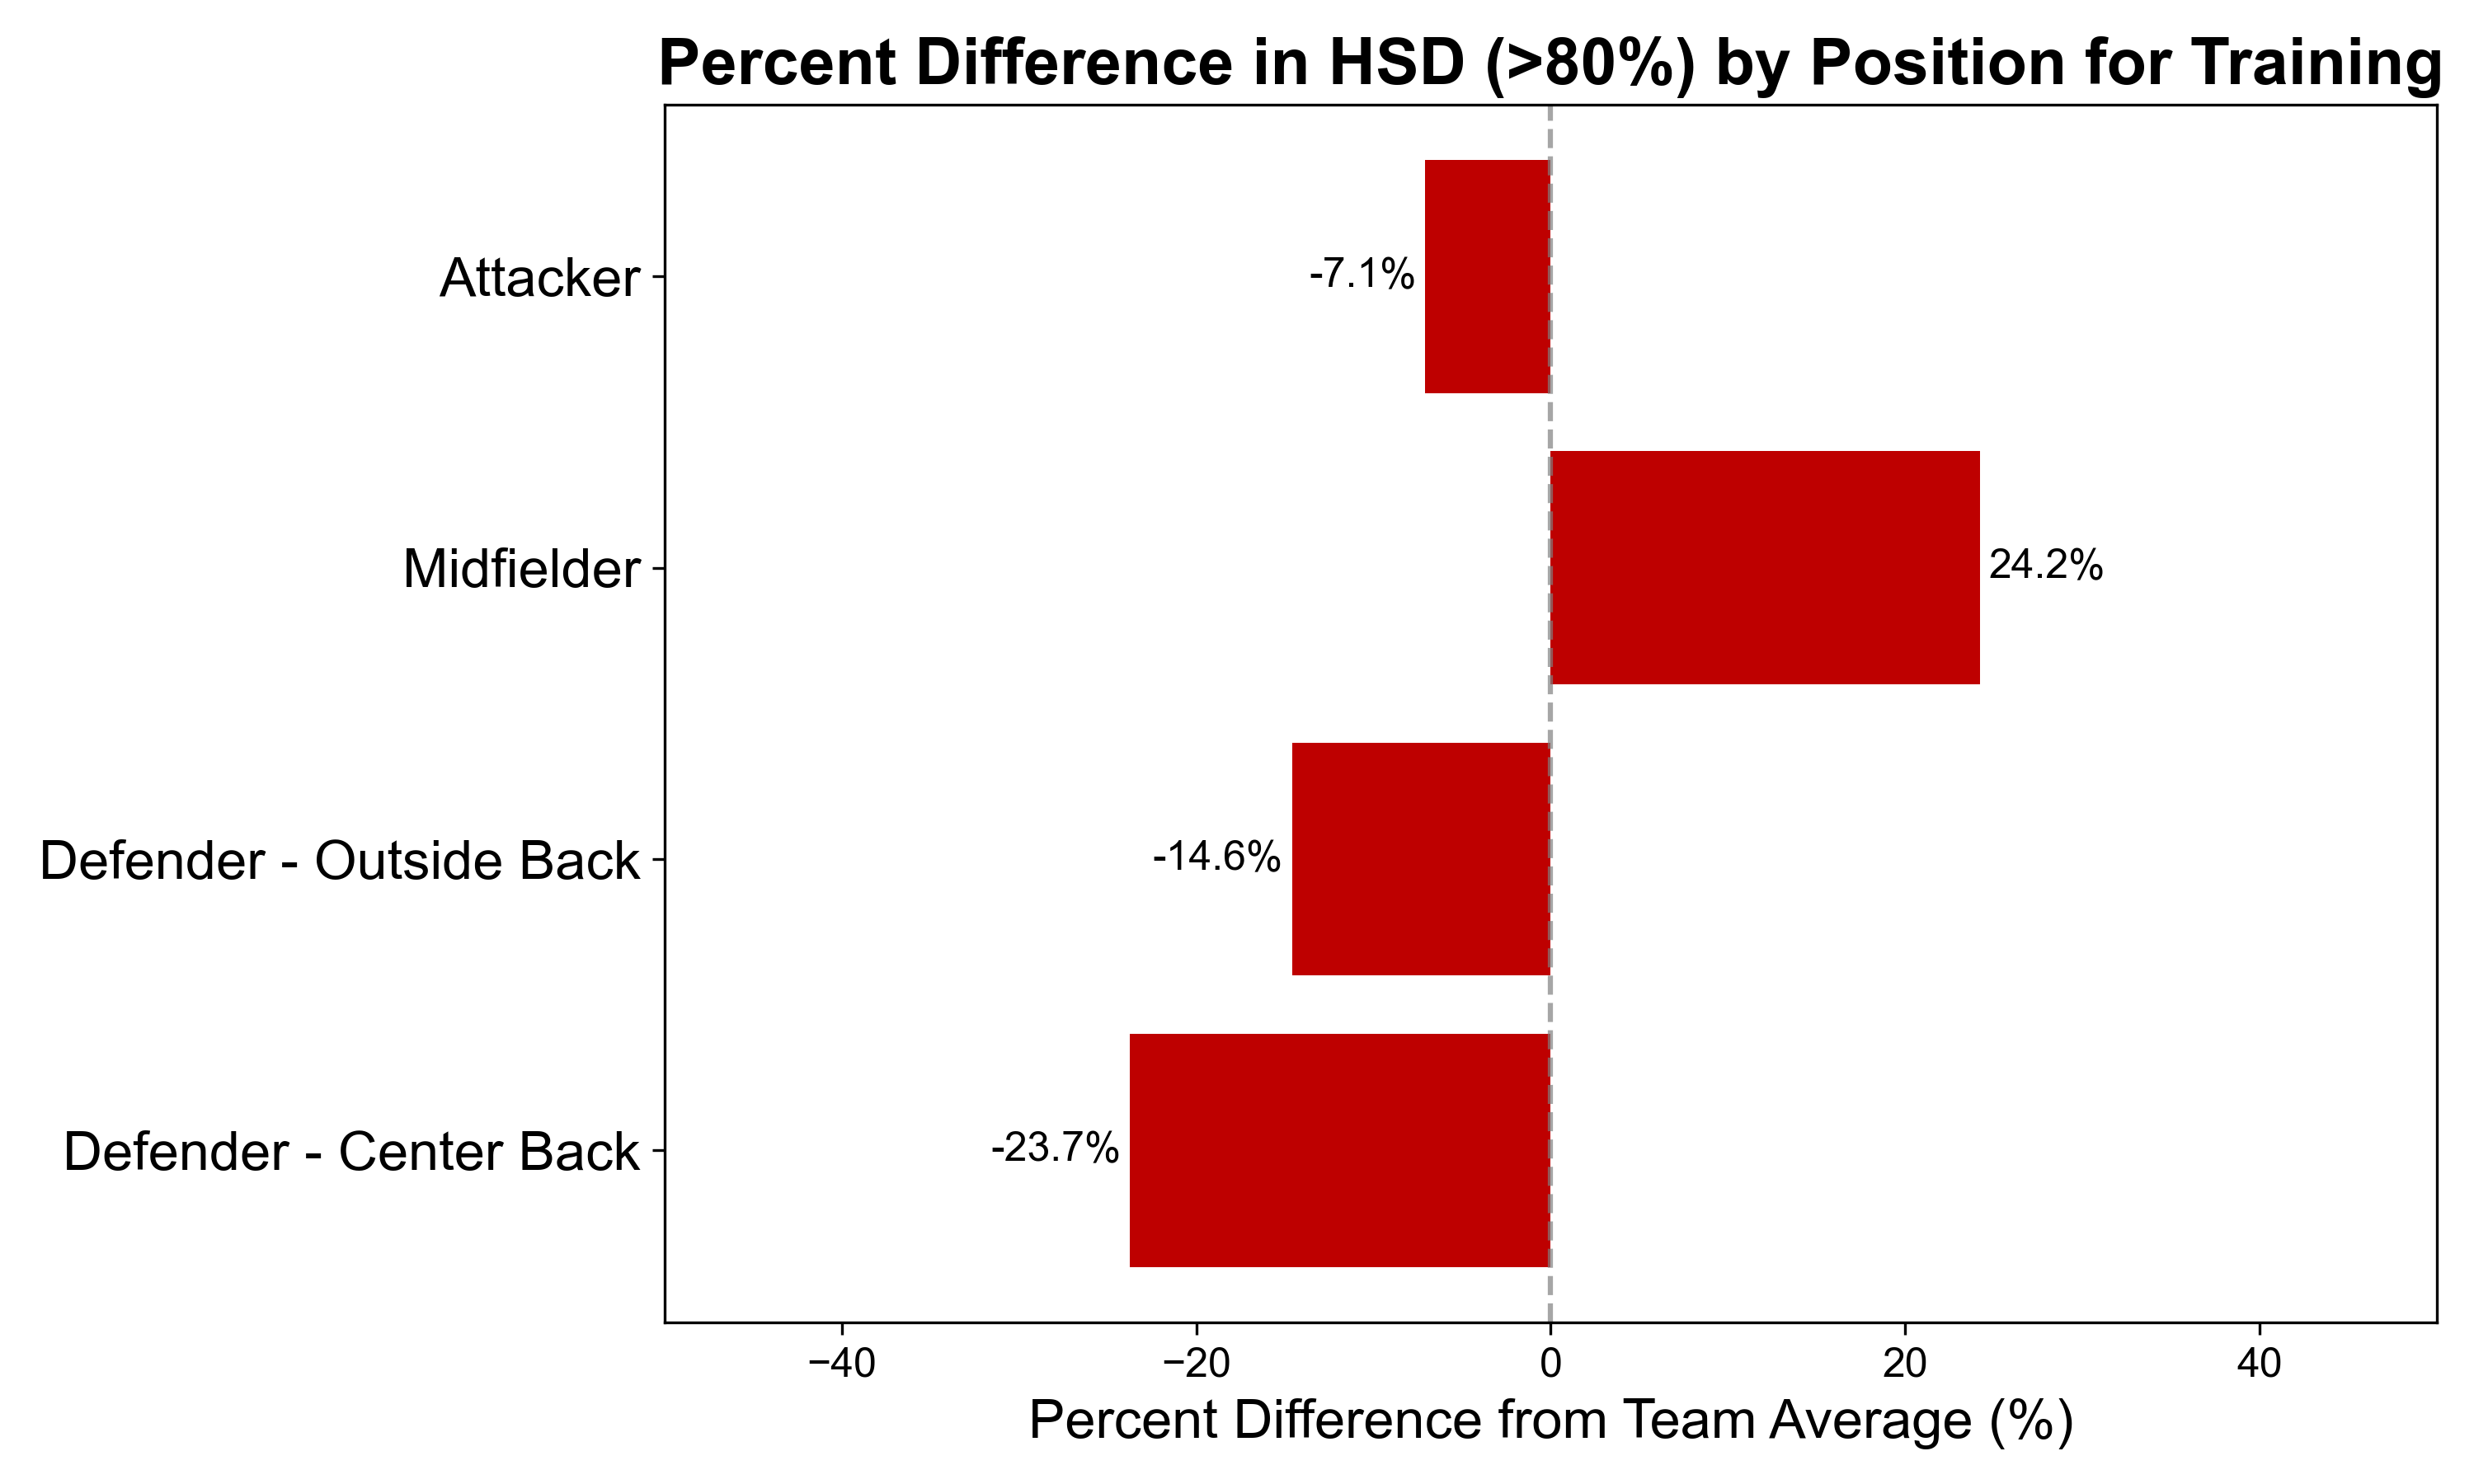 Percent Difference in HSD (>80%) by Position for Training
Attacker
-7.1%
Midfielder
24.2%
Defender - Outside Back
-14.6%
Defender - Center Back
-23.7%
−40
−20
0
20
40
Percent Difference from Team Average (%)